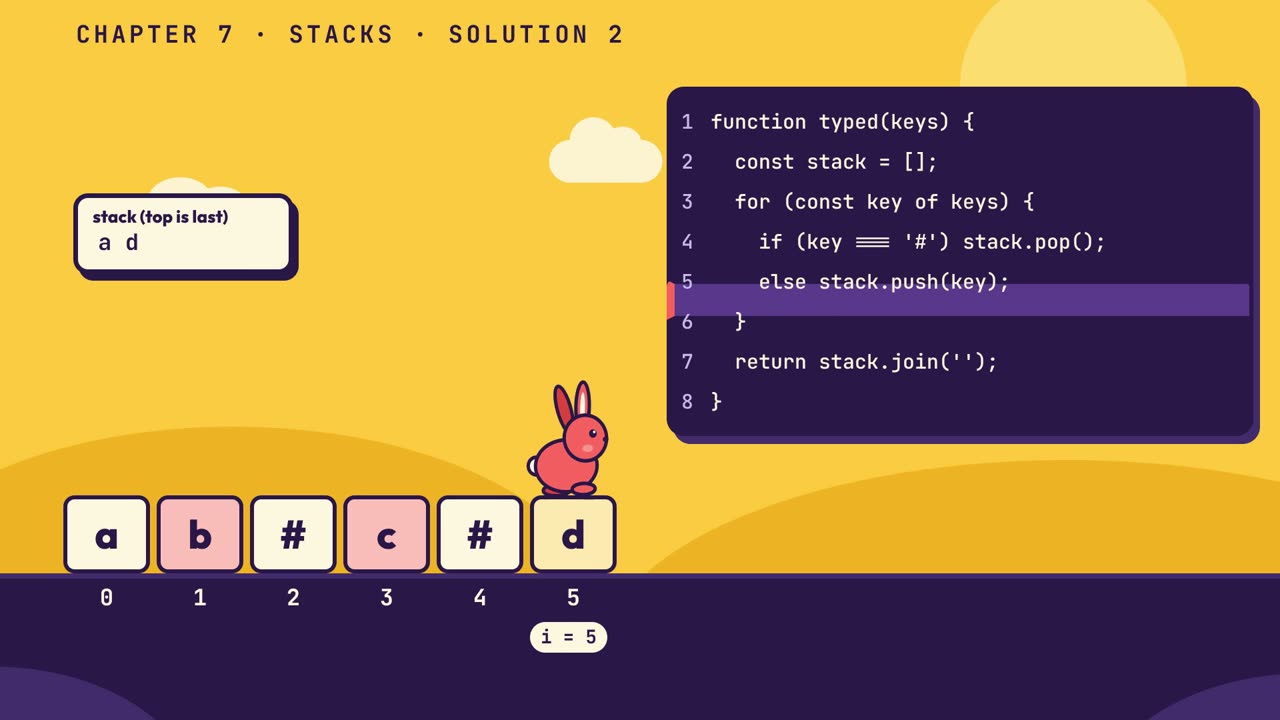 CHAPTER 7 · STACKS · SOLUTION 2
stack (top is last)
a d
1 function typed(keys) {
2 const stack = [];
3 for (const key of keys) {
4 if (key === '#') stack.pop();
5 else stack.push(key);
6 }
7 return stack.join('');
8 }
a b # c # d
0 1 2 3 4 5
i = 5